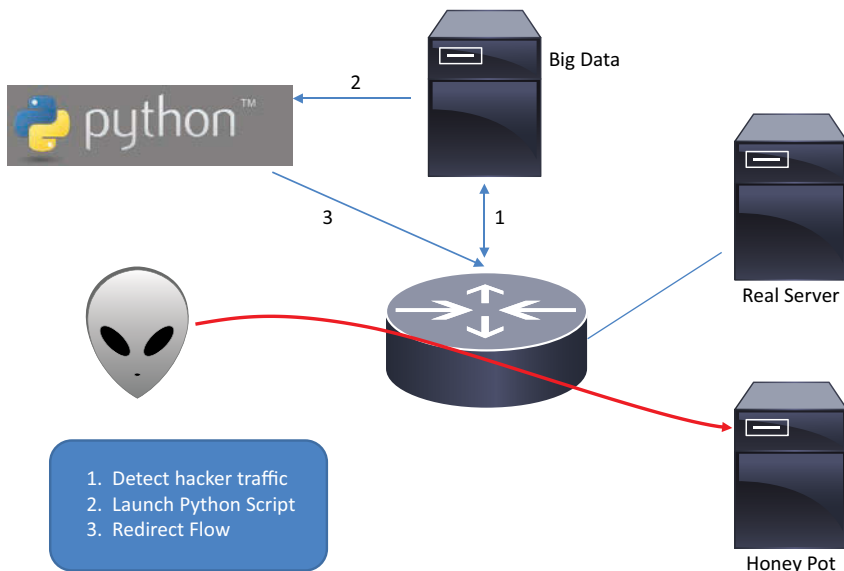 Big Data
2
python™
3
1
Real Server
1. Detect hacker traffic
2. Launch Python Script
3. Redirect Flow
Honey Pot